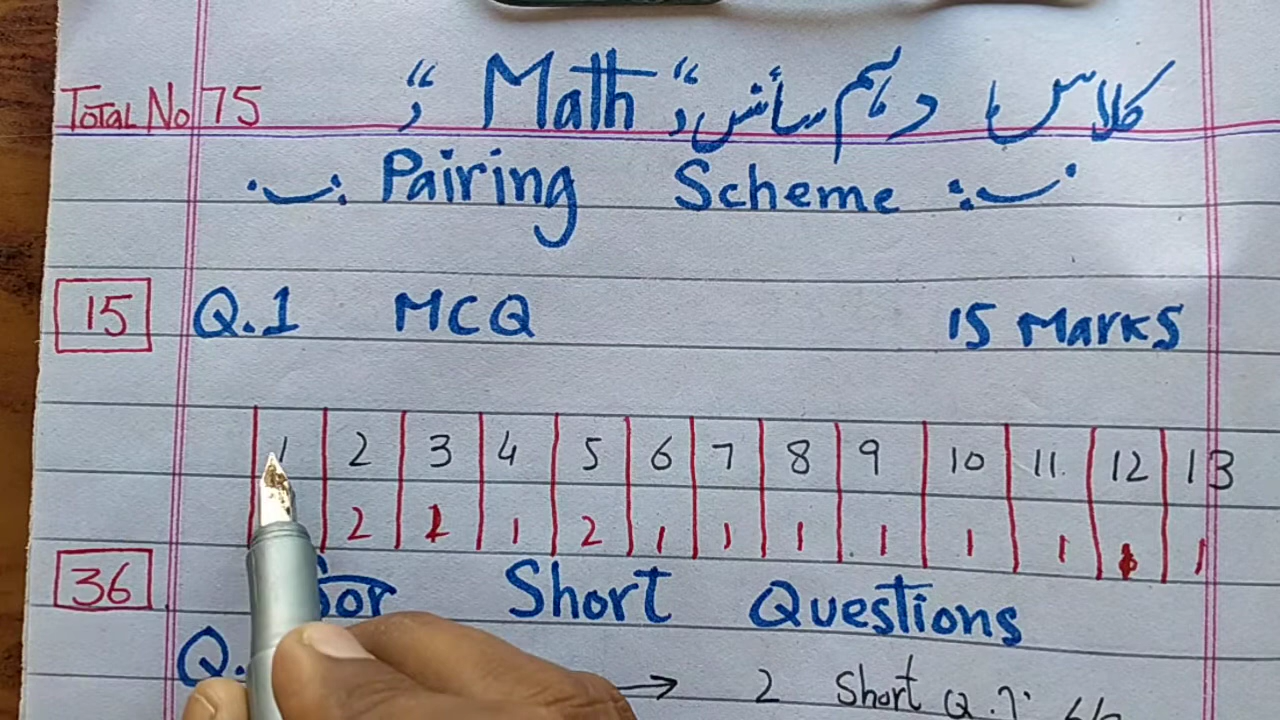 Total No 75 “ Math ” کلاس دہم سائنس
Pairing Scheme
15 Q.1 MCQ 15 Marks
1 2 3 4 5 6 7 8 9 10 11. 12 13
2 1 1 2 1 1 1 1 1 1 1
36 For Short Questions
Q. → 2 Short Q.